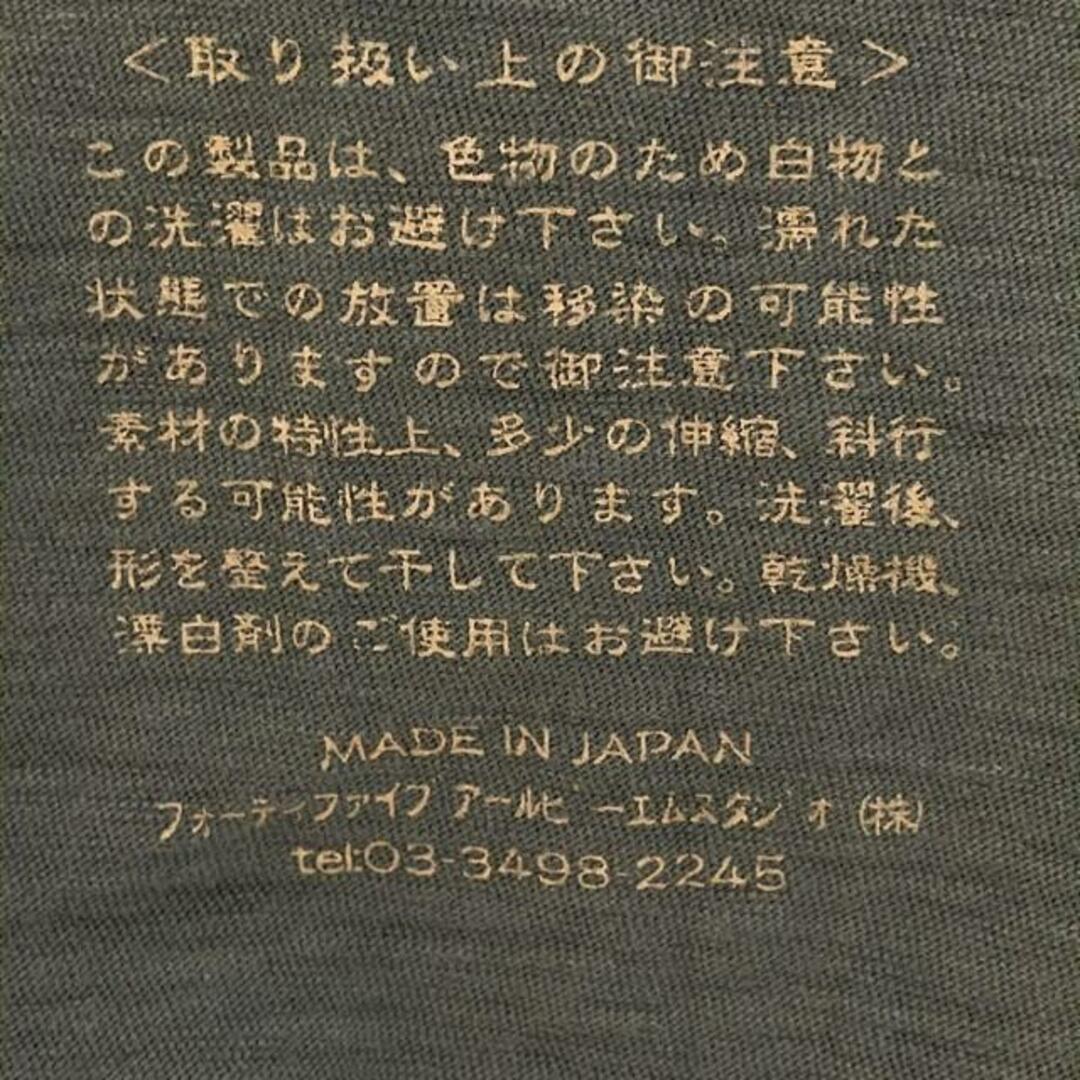 ＜取り扱い上の御注意＞
この製品は、色物のため白物と
の洗濯はお避け下さい。濡れた
状態での放置は移染の可能性
がありますので御注意下さい。
素材の特性上、多少の伸縮、斜行
する可能性があります。洗濯後、
形を整えて干して下さい。乾燥機、
漂白剤のご使用はお避け下さい。
MADE IN JAPAN
フォーティファイブ アールピーエムスタジオ (株)
tel:03-3498-2245